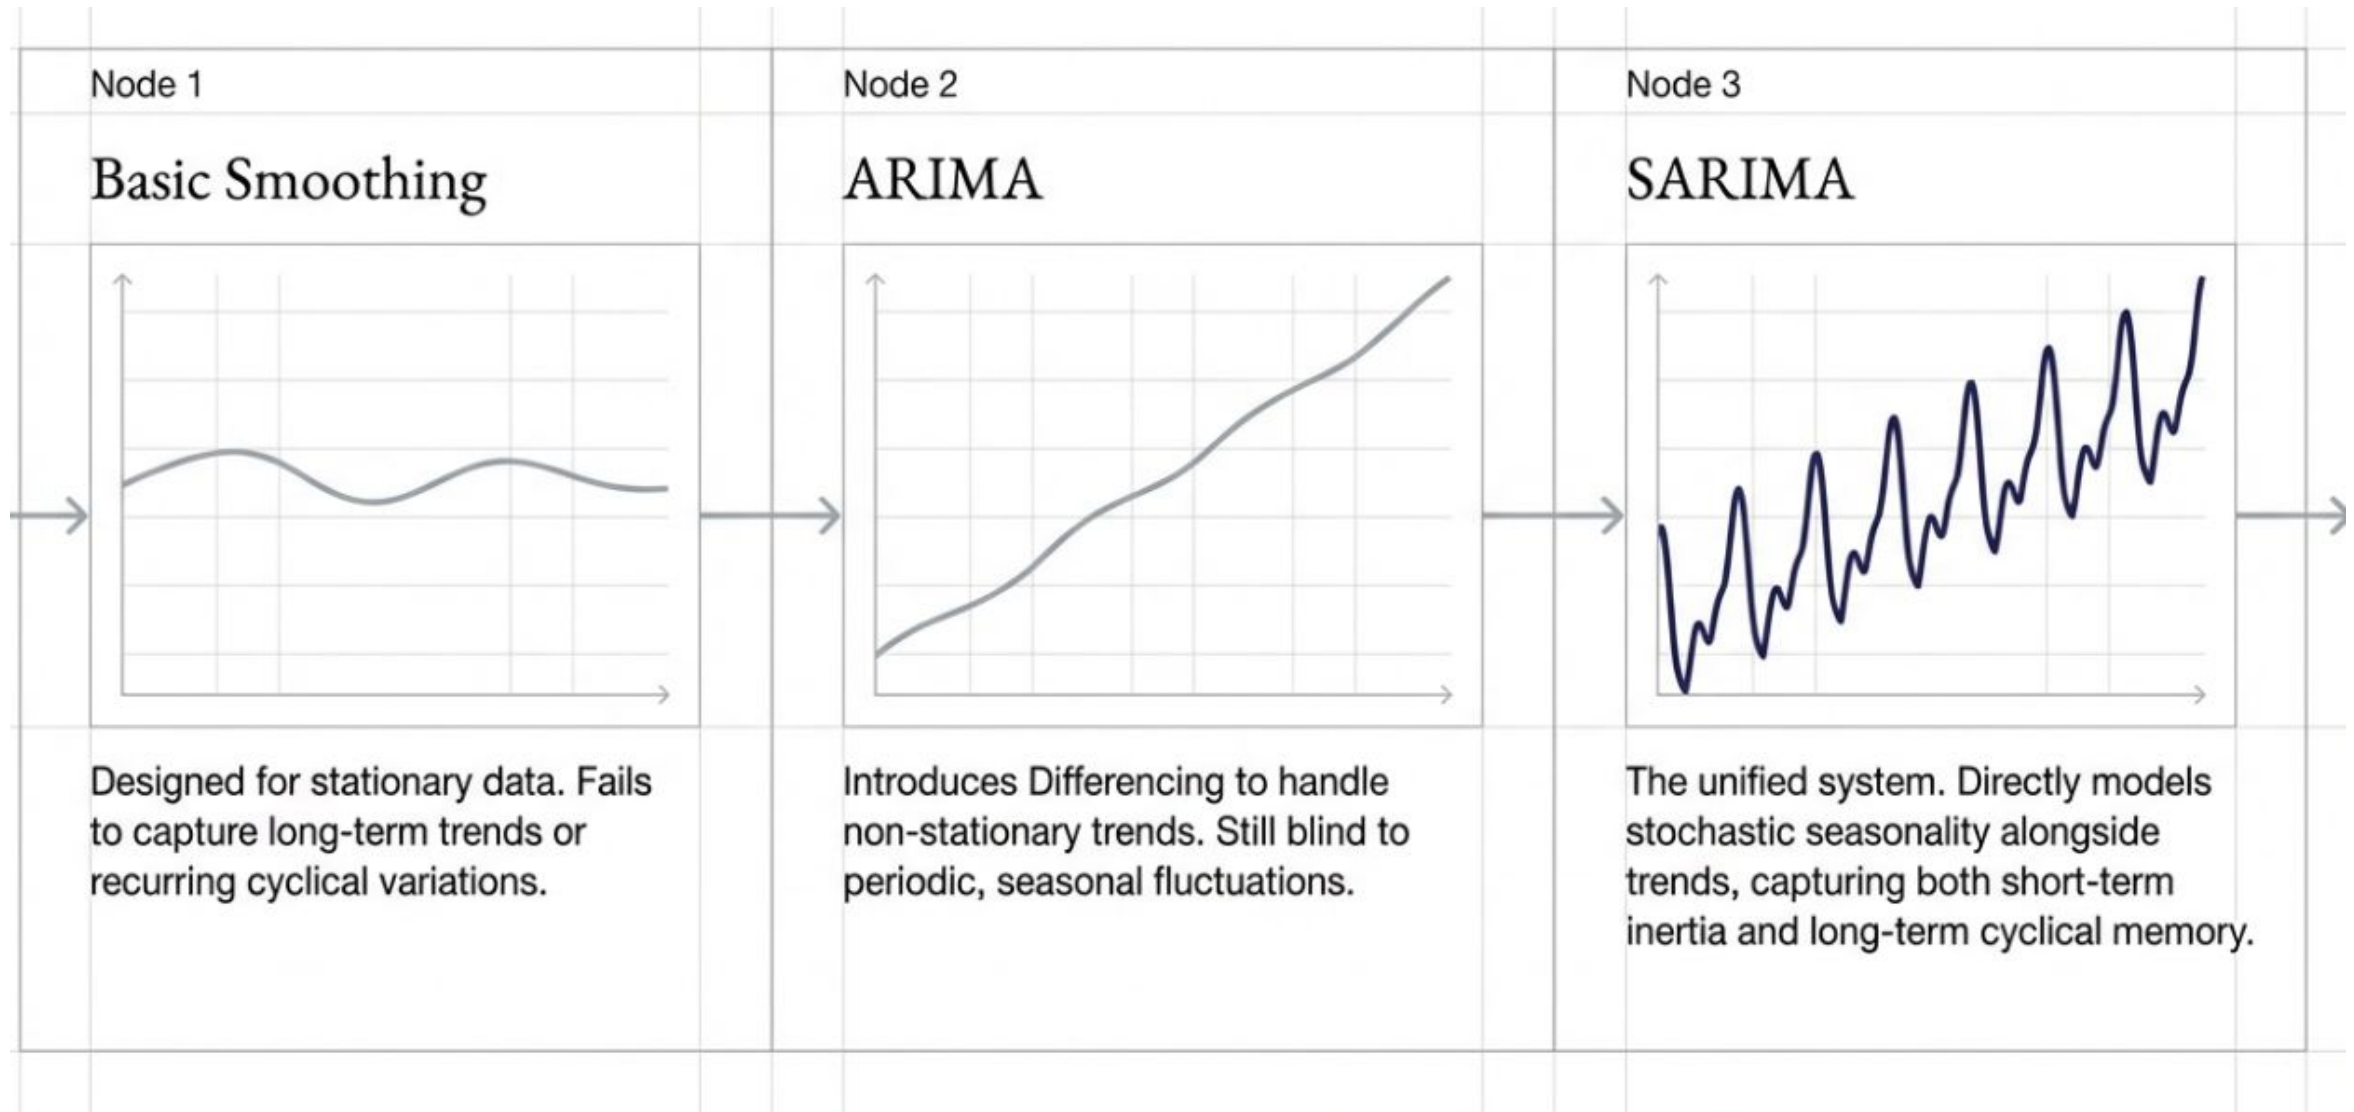 Node 1
Basic Smoothing
Designed for stationary data. Fails
to capture long-term trends or
recurring cyclical variations.
Node 2
ARIMA
Introduces Differencing to handle
non-stationary trends. Still blind to
periodic, seasonal fluctuations.
Node 3
SARIMA
The unified system. Directly models
stochastic seasonality alongside
trends, capturing both short-term
inertia and long-term cyclical memory.